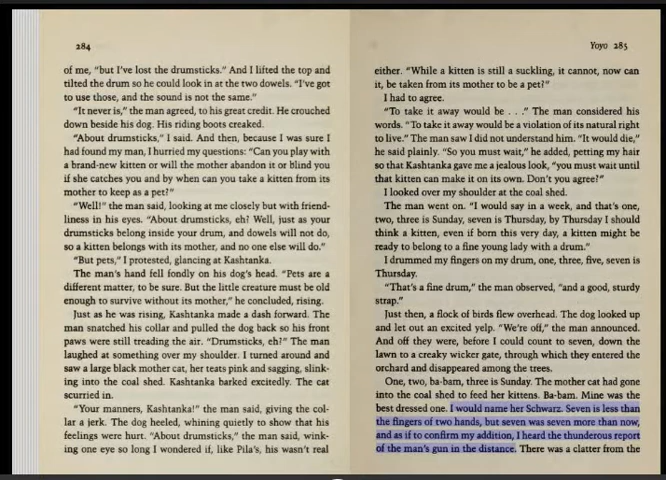 284
of me, "but I've lost the drumsticks." And I lifted the top and
tilted the drum so he could look in at the two dowels. "I've got
to use those, and the sound is not the same."
"It never is," the man agreed, to his great credit. He crouched
down beside his dog. His riding boots creaked.
"About drumsticks," I said. And then, because I was sure I
had found my man, I hurried my questions: "Can you play with
a brand-new kitten or will the mother abandon it or blind you
if she catches you and by when can you take a kitten from its
mother to keep as a pet?"
"Well!" the man said, looking at me closely but with friend-
liness in his eyes. "About drumsticks, eh? Well, just as your
drumsticks belong inside your drum, and dowels will not do,
so a kitten belongs with its mother, and no one else will do."
"But pets," I protested, glancing at Kashtanka.
The man's hand fell fondly on his dog's head. "Pets are a
different matter, to be sure. But the little creature must be old
enough to survive without its mother," he concluded, rising.
Just as he was rising, Kashtanka made a dash forward. The
man snatched his collar and pulled the dog back so his front
paws were still treading the air. "Drumsticks, eh?" The man
laughed at something over my shoulder. I turned around and
saw a large black mother cat, her teats pink and sagging, slink-
ing into the coal shed. Kashtanka barked excitedly. The cat
scurried in.
"Your manners, Kashtanka!" the man said, giving the col-
lar a jerk. The dog heeled, whining quietly to show that his
feelings were hurt. "About drumsticks," the man said, wink-
ing one eye so long I wondered if, like Pila's, his wasn't real
Yoyo 285
either. "While a kitten is still a suckling, it cannot, now can
it, be taken from its mother to be a pet?"
I had to agree.
"To take it away would be . . ." The man considered his
words. "To take it away would be a violation of its natural right
to live." The man saw I did not understand him. "It would die,"
he said plainly. "So you must wait," he added, petting my hair
so that Kashtanka gave me a jealous look, "you must wait until
that kitten can make it on its own. Don't you agree?"
I looked over my shoulder at the coal shed.
The man went on. "I would say in a week, and that's one,
two, three is Sunday, seven is Thursday, by Thursday I should
think a kitten, even if born this very day, a kitten might be
ready to belong to a fine young lady with a drum."
I drummed my fingers on my drum, one, three, five, seven is
Thursday.
"That's a fine drum," the man observed, "and a good, sturdy
strap."
Just then, a flock of birds flew overhead. The dog looked up
and let out an excited yelp. "We're off," the man announced.
And off they were, before I could count to seven, down the
lawn to a creaky wicker gate, through which they entered the
orchard and disappeared among the trees.
One, two, ba-bam, three is Sunday. The mother cat had gone
into the coal shed to feed her kittens. Ba-bam. Mine was the
best dressed one. I would name her Schwarz. Seven is less than
the fingers of two hands, but seven was seven more than now,
and as if to confirm my addition, I heard the thunderous report
of the man's gun in the distance. There was a clatter from the